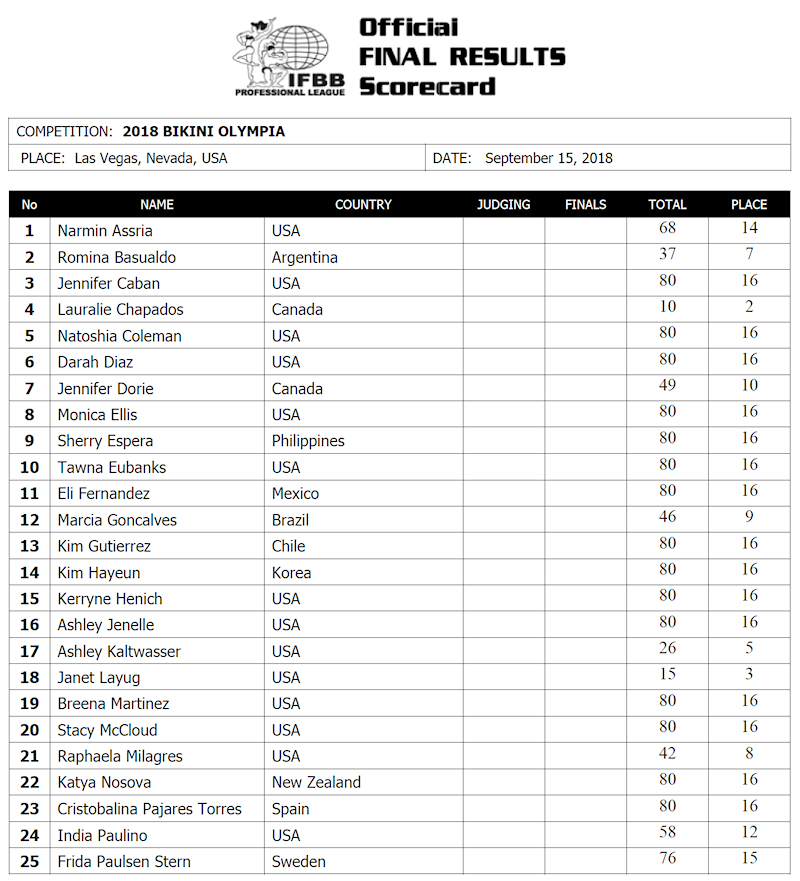 Official
FINAL RESULTS
Scorecard
IFBB
PROFESSIONAL LEAGUE
COMPETITION: 2018 BIKINI OLYMPIA
PLACE: Las Vegas, Nevada, USA DATE: September 15, 2018
No NAME COUNTRY JUDGING FINALS TOTAL PLACE
1 Narmin Assria USA 68 14
2 Romina Basualdo Argentina 37 7
3 Jennifer Caban USA 80 16
4 Lauralie Chapados Canada 10 2
5 Natoshia Coleman USA 80 16
6 Darah Diaz USA 80 16
7 Jennifer Dorie Canada 49 10
8 Monica Ellis USA 80 16
9 Sherry Espera Philippines 80 16
10 Tawna Eubanks USA 80 16
11 Eli Fernandez Mexico 80 16
12 Marcia Goncalves Brazil 46 9
13 Kim Gutierrez Chile 80 16
14 Kim Hayeun Korea 80 16
15 Kerryne Henich USA 80 16
16 Ashley Jenelle USA 80 16
17 Ashley Kaltwasser USA 26 5
18 Janet Layug USA 15 3
19 Breena Martinez USA 80 16
20 Stacy McCloud USA 80 16
21 Raphaela Milagres USA 42 8
22 Katya Nosova New Zealand 80 16
23 Cristobalina Pajares Torres Spain 80 16
24 India Paulino USA 58 12
25 Frida Paulsen Stern Sweden 76 15